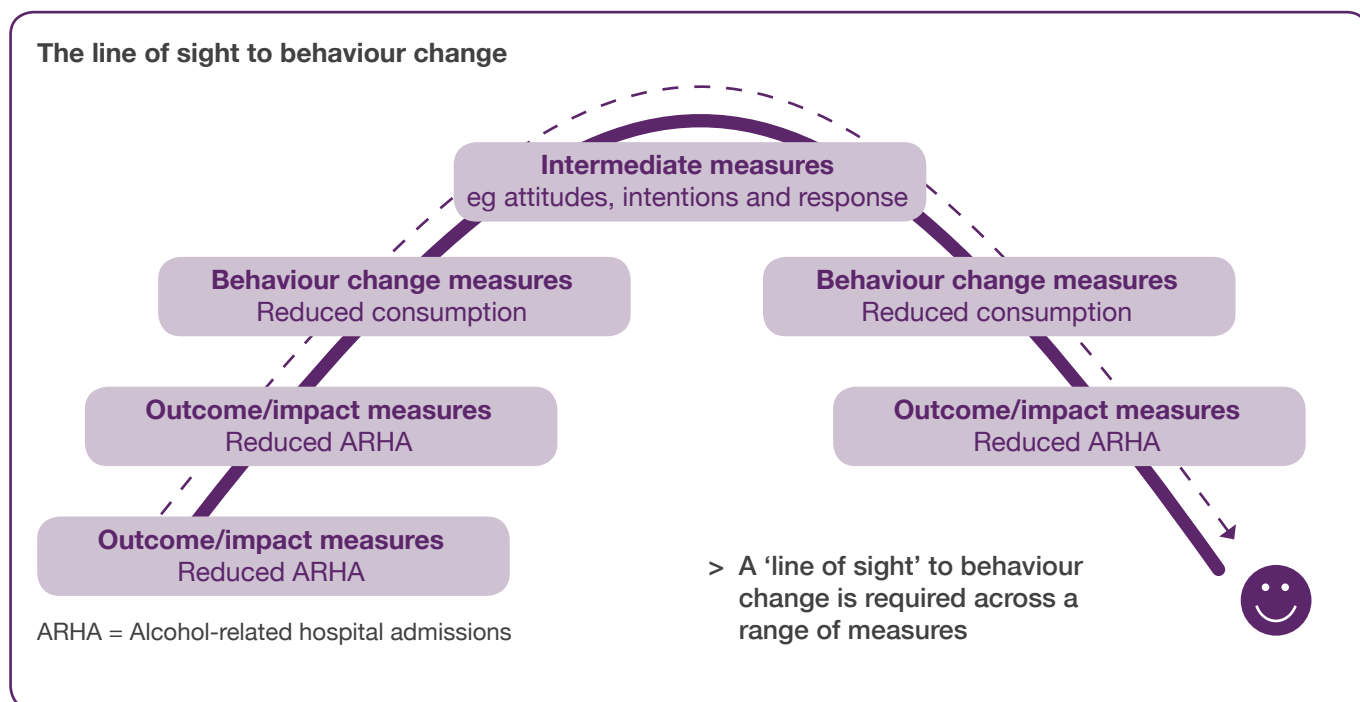 The line of sight to behaviour change
Intermediate measures
eg attitudes, intentions and response
Behaviour change measures
Reduced consumption
Behaviour change measures
Reduced consumption
Outcome/impact measures
Reduced ARHA
Outcome/impact measures
Reduced ARHA
Outcome/impact measures
Reduced ARHA
> A ‘line of sight’ to behaviour
change is required across a
range of measures
ARHA = Alcohol-related hospital admissions